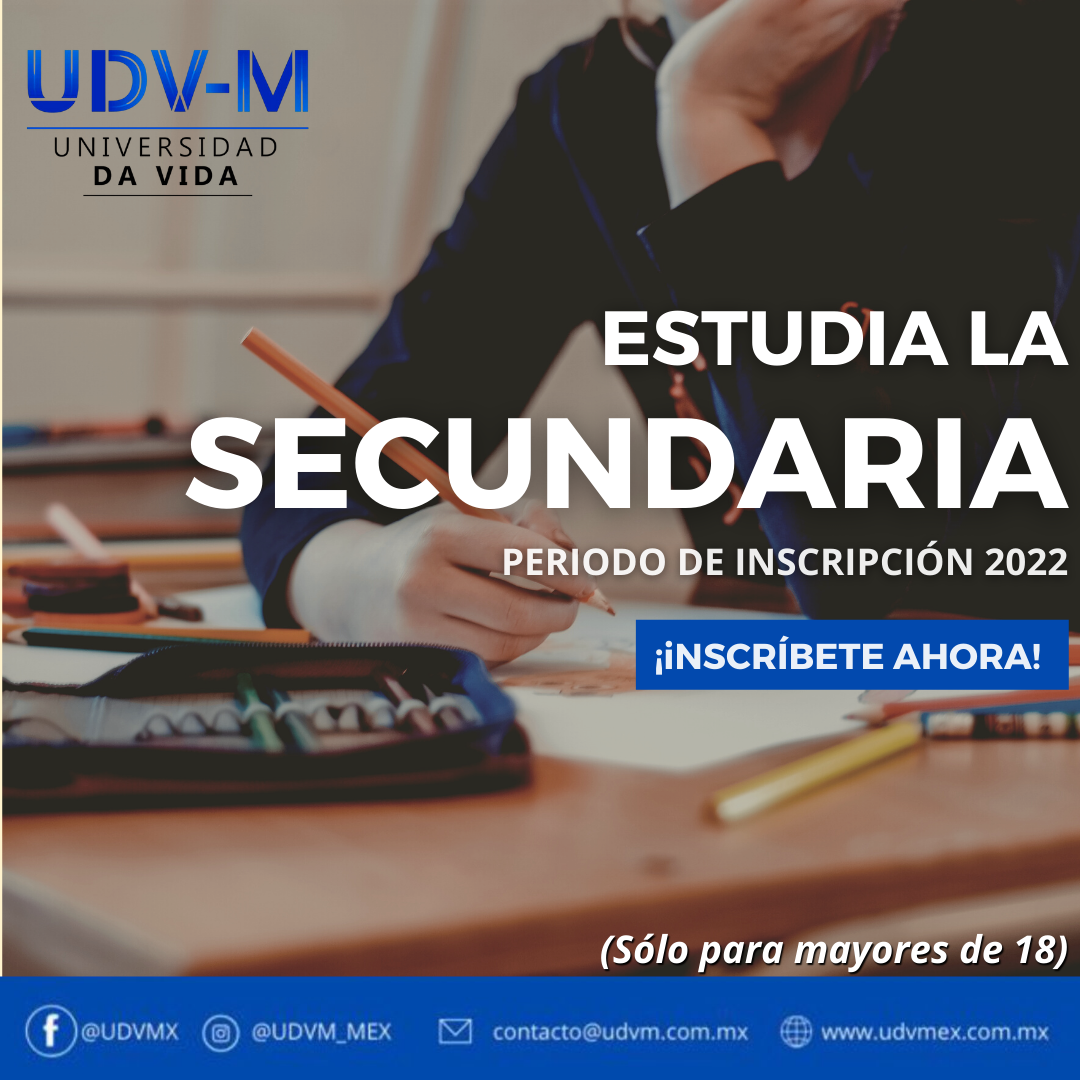 UDV-M
UNIVERSIDAD
DA VIDA
ESTUDIA LA
SECUNDARIA
PERIODO DE INSCRIPCIÓN 2022
¡iNSCRÍBETE AHORA!
(Sólo para mayores de 18)
@UDVMX @UDVM_MEX contacto@udvm.com.mx www.udvmex.com.mx